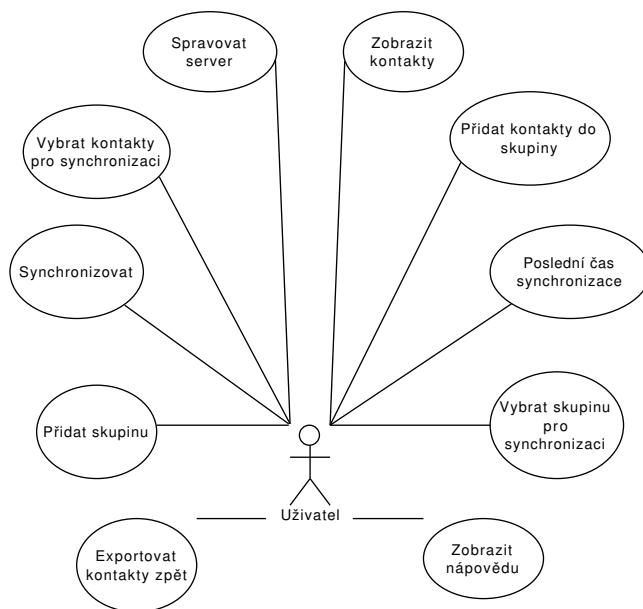 Spravovat
server
Zobrazit
kontakty
Vybrat kontakty
pro synchronizaci
Přidat kontakty do
skupiny
Synchronizovat
Poslední čas
synchronizace
Přidat skupinu
Vybrat skupinu
pro
synchronizaci
Uživatel
Exportovat
kontakty zpět
Zobrazit
nápovědu